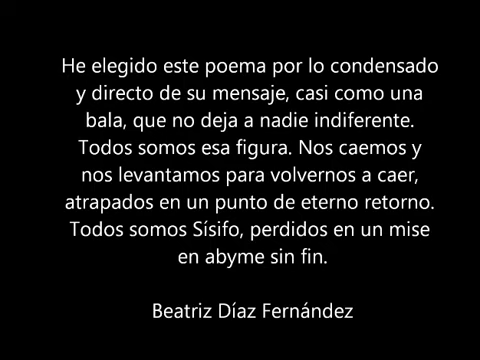 He elegido este poema por lo condensado
y directo de su mensaje, casi como una
bala, que no deja a nadie indiferente.
Todos somos esa figura. Nos caemos y
nos levantamos para volvernos a caer,
atrapados en un punto de eterno retorno.
Todos somos Sísifo, perdidos en un mise
en abyme sin fin.
Beatriz Díaz Fernández